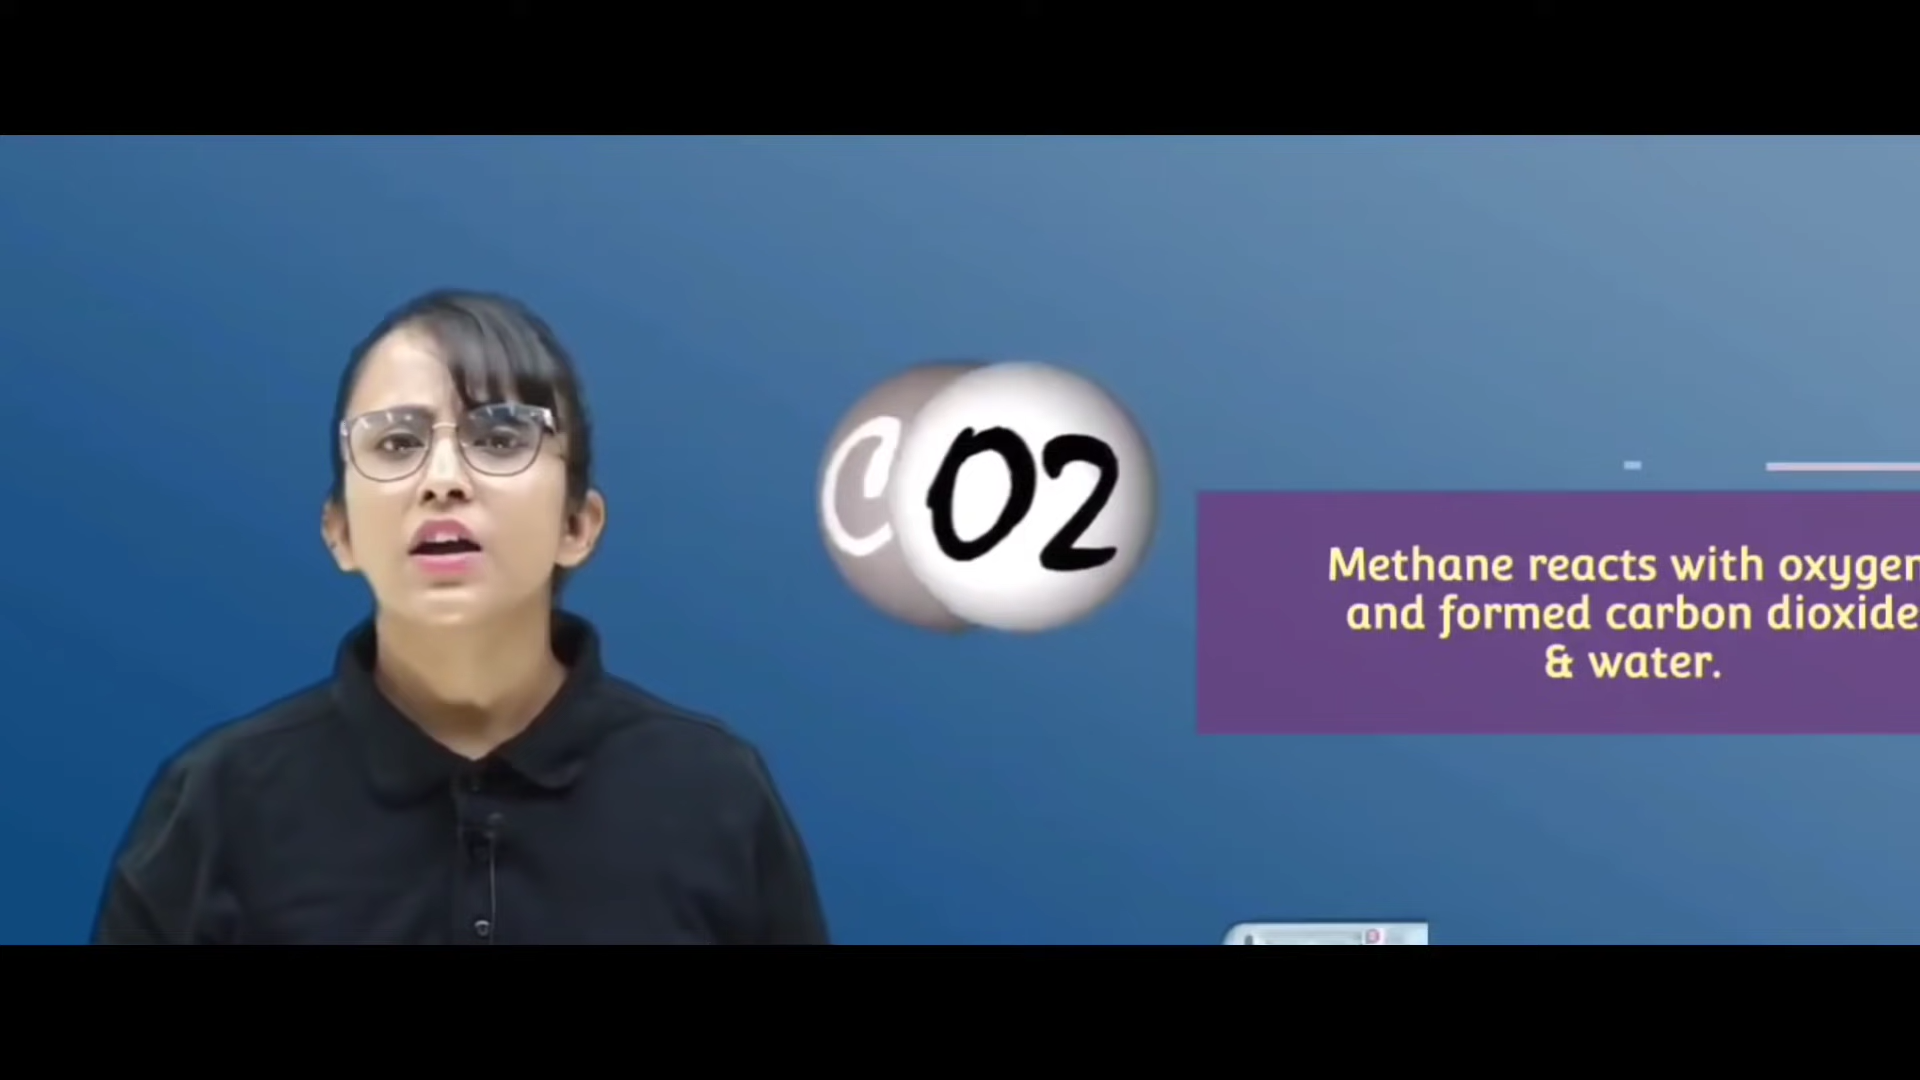 CO2
Methane reacts with oxygen
and formed carbon dioxide
& water.